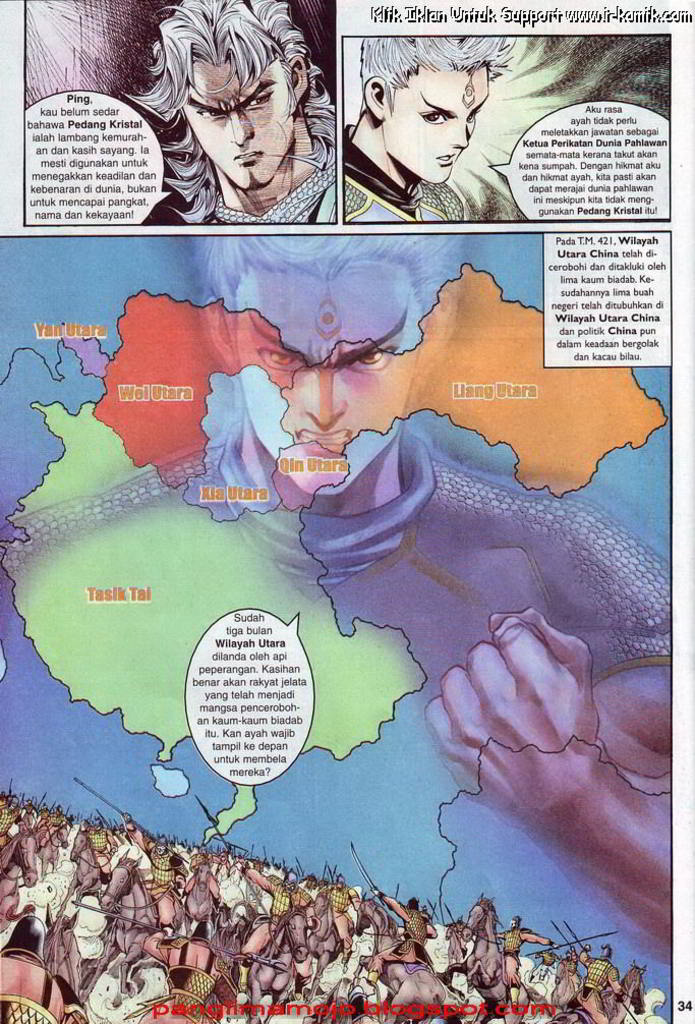 Klik Iklan Untuk Support www.ir-komik.com
Ping,
kau belum sedar
bahawa Pedang Kristal
ialah lambang kemurah-
an dan kasih sayang. Ia
mesti digunakan untuk
menegakkan keadilan dan
kebenaran di dunia, bukan
untuk mencapai pangkat,
nama dan kekayaan!
Aku rasa
ayah tidak perlu
meletakkan jawatan sebagai
Ketua Perikatan Dunia Pahlawan
semata-mata kerana takut akan
kena sumpah. Dengan hikmat aku
dan hikmat ayah, kita pasti akan
dapat merajai dunia pahlawan
ini meskipun kita tidak meng-
gunakan Pedang Kristal itu!
Pada T.M. 421, Wilayah
Utara China telah di-
cerobohi dan ditakluki oleh
lima kaum biadab. Ke-
sudahannya lima buah
negeri telah ditubuhkan di
Wilayah Utara China
dan politik China pun
dalam keadaan bergolak
dan kacau bilau.
Yan Utara
Wei Utara
Liang Utara
Qin Utara
Xia Utara
Tasik Tai
Sudah
tiga bulan
Wilayah Utara
dilanda oleh api
peperangan. Kasihan
benar akan rakyat jelata
yang telah menjadi
mangsa penceroboh-
an kaum-kaum biadab
itu. Kan ayah wajib
tampil ke depan
untuk membela
mereka?
34
panglimamojo.blogspot.com